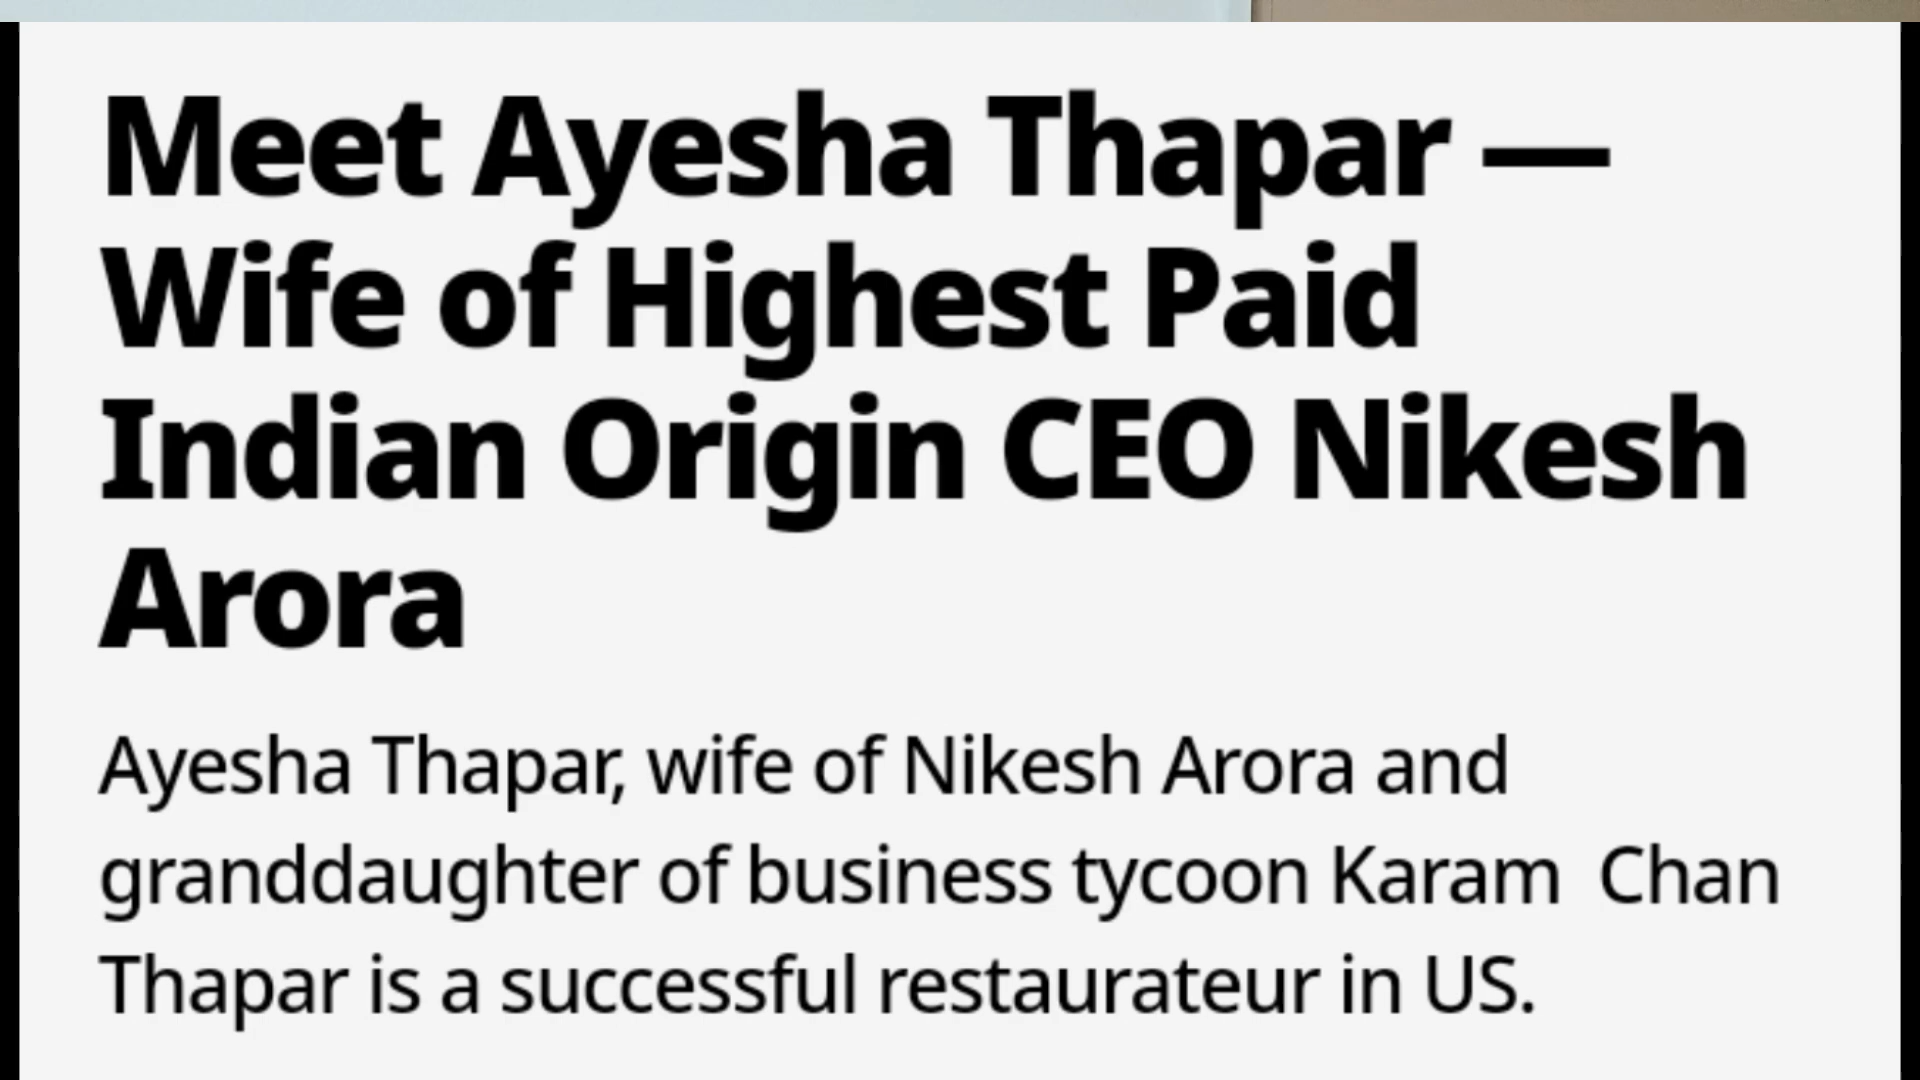 Meet Ayesha Thapar —
Wife of Highest Paid
Indian Origin CEO Nikesh
Arora
Ayesha Thapar, wife of Nikesh Arora and
granddaughter of business tycoon Karam  Chan
Thapar is a successful restaurateur in US.